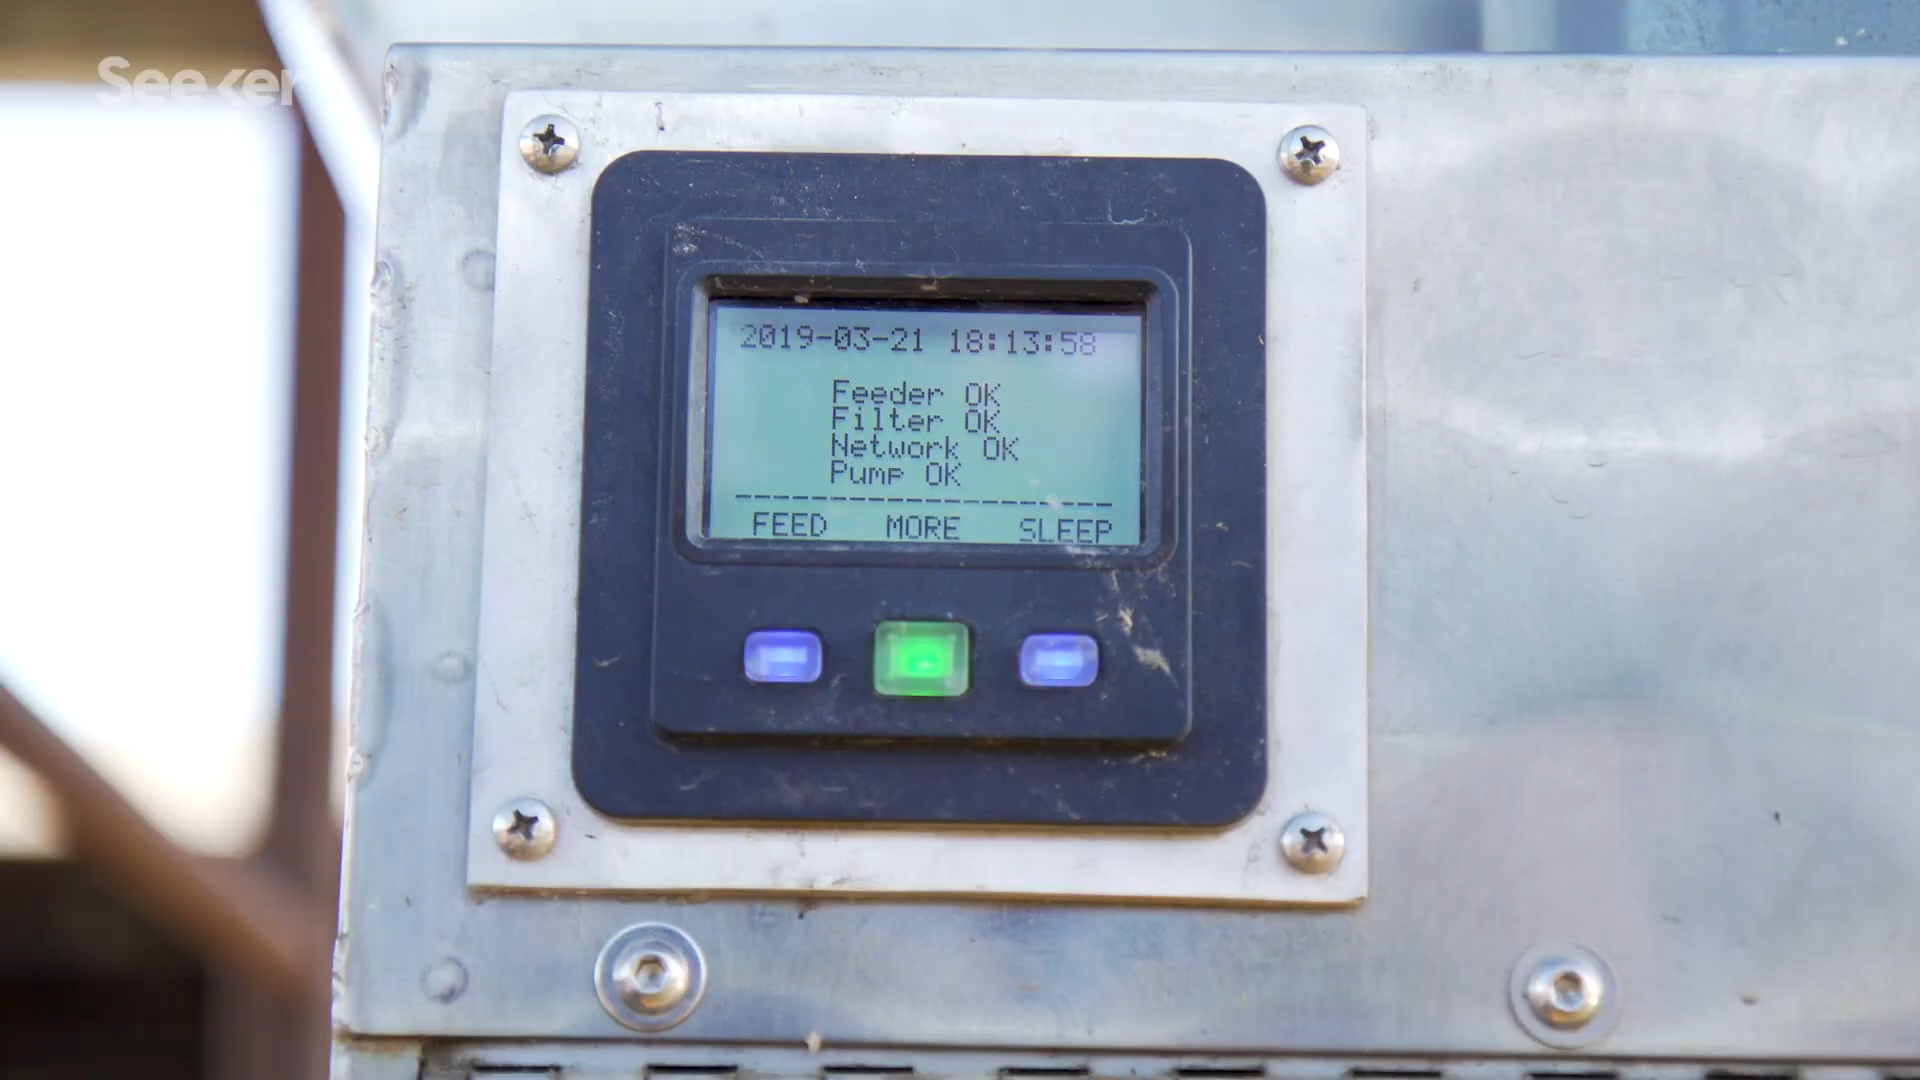 Seeker
2019-03-21 18:13:58
Feeder OK
Filter OK
Network OK
Pump OK
FEED MORE SLEEP